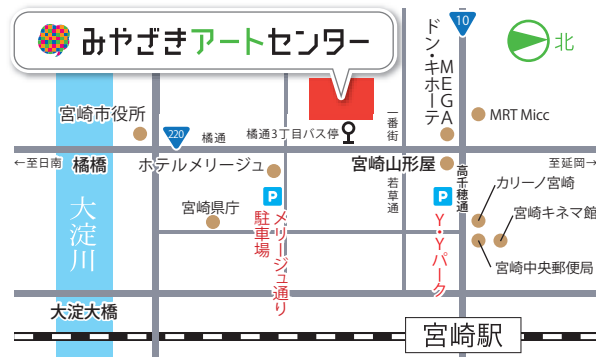 みやざきアートセンター
10
北
ドン・キホーテ
MEGA
宮崎市役所
220
橘通
橘通3丁目バス停
一番街
MRT Micc
←至日南
橘橋
ホテルメリージュ
宮崎山形屋
至延岡→
高千穂通
カリーノ宮崎
若草通
P
P
宮崎県庁
宮崎キネマ館
大淀川
メリージュ通り
駐車場
Y・Yパーク
宮崎中央郵便局
大淀大橋
宮崎駅